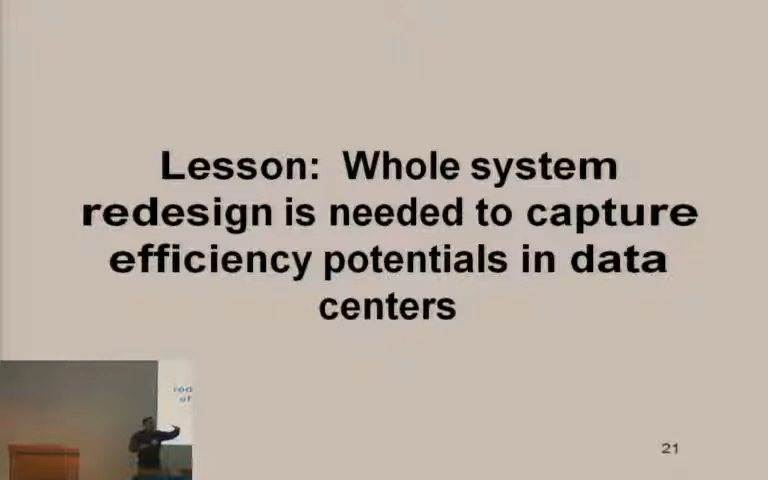 Lesson: Whole system
redesign is needed to capture
efficiency potentials in data
centers
21